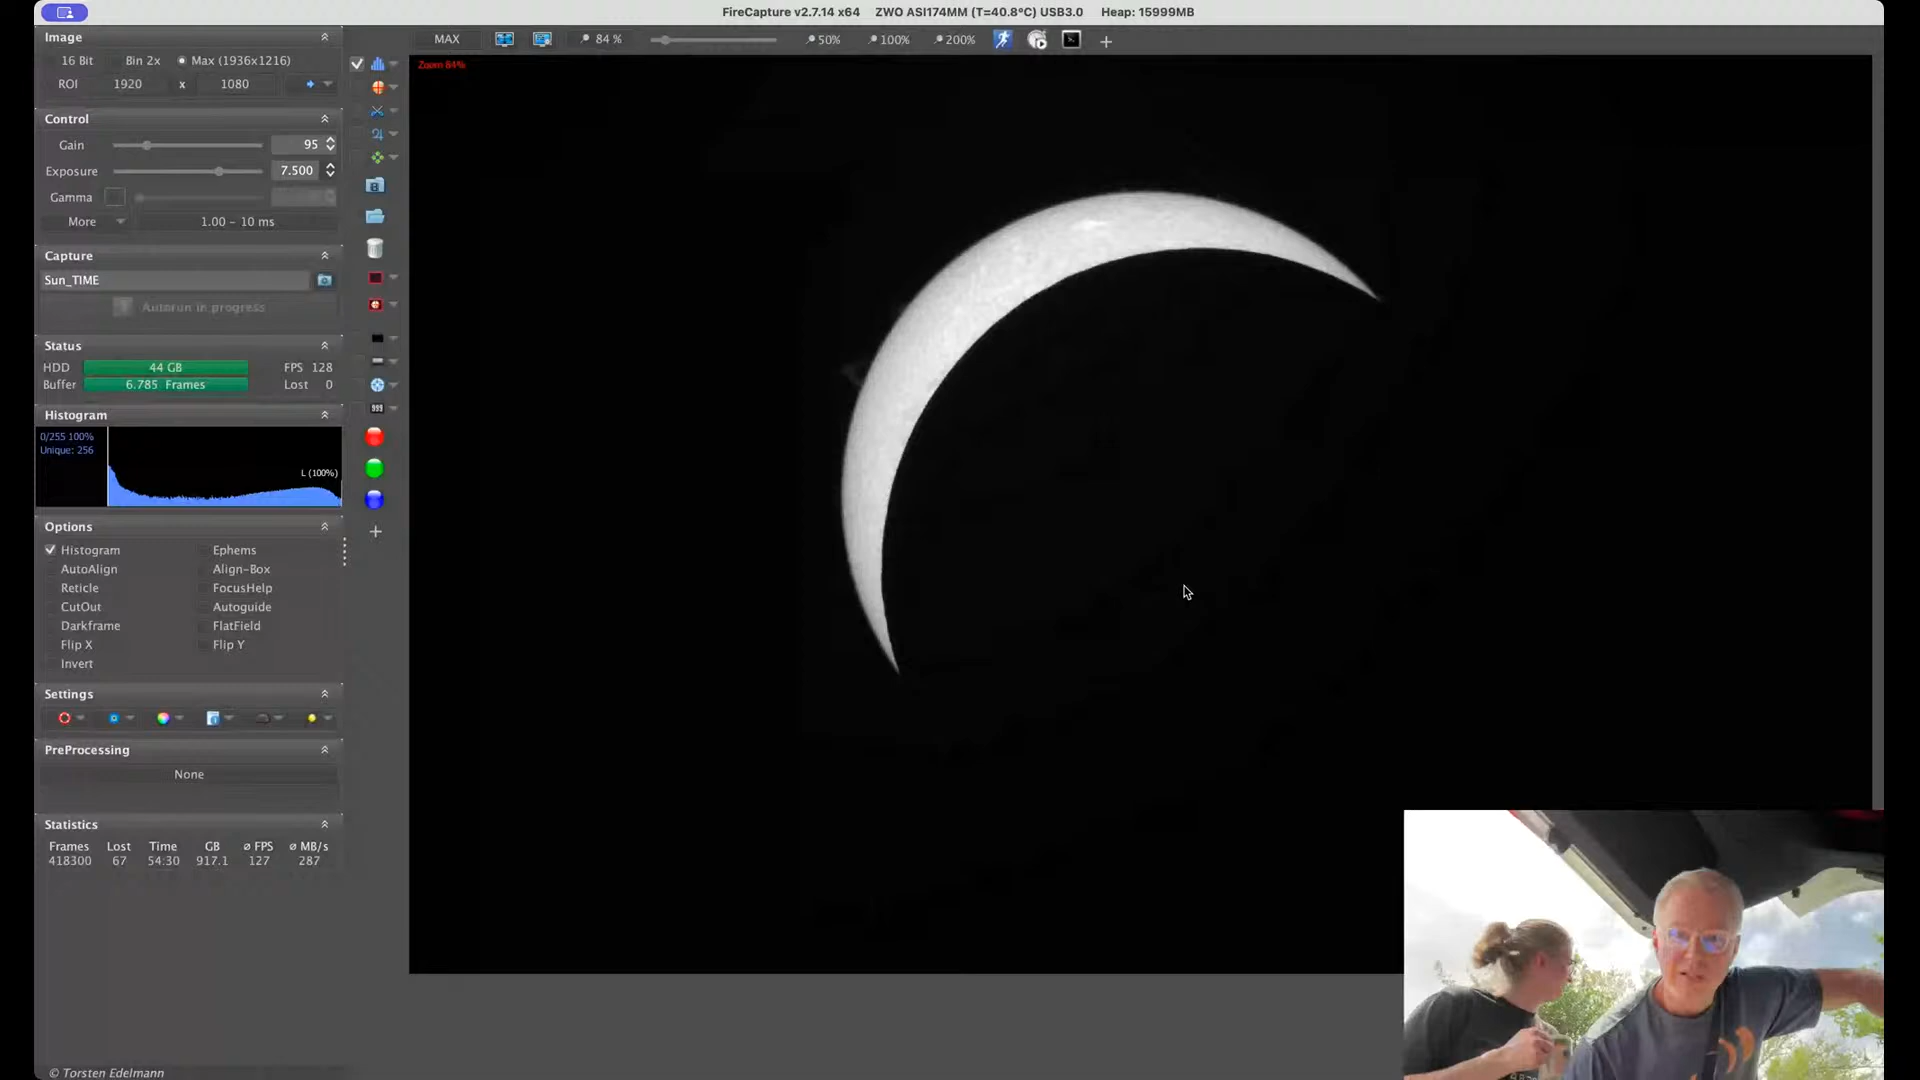 FireCapture v2.7.14 x64 ZWO ASI174MM (T=40.8°C) USB3.0 Heap: 15999MB
Image
MAX 84 % 50% 100% 200%
16 Bit Bin 2x Max (1936x1216)
Zoom 84%
ROI 1920 x 1080
Control
Gain 95
Exposure 7.500
Gamma
More 1.00 - 10 ms
Capture
Sun_TIME
Autorun in progress
Status
HDD 44 GB FPS 128
Buffer 6.785 Frames Lost 0
999
Histogram
0/255 100%
Unique: 256
L (100%)
Options
Histogram Ephems
AutoAlign Align-Box
Reticle FocusHelp
CutOut Autoguide
Darkframe FlatField
Flip X Flip Y
Invert
Settings
PreProcessing
None
Statistics
Frames Lost Time GB ø FPS ø MB/s
418300 67 54:30 917.1 127 287
© Torsten Edelmann